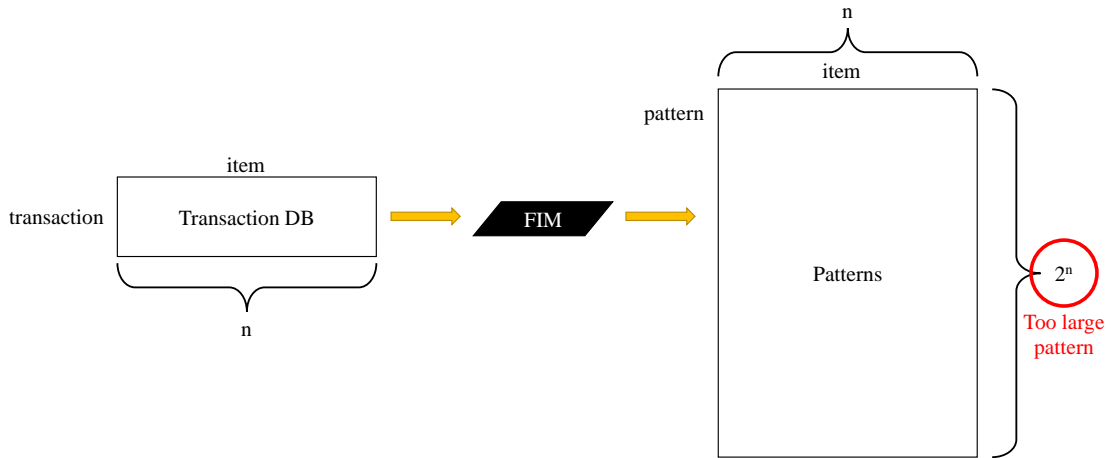 n
item
pattern
item
transaction
Transaction DB
FIM
Patterns
2ⁿ
n
Too large
pattern